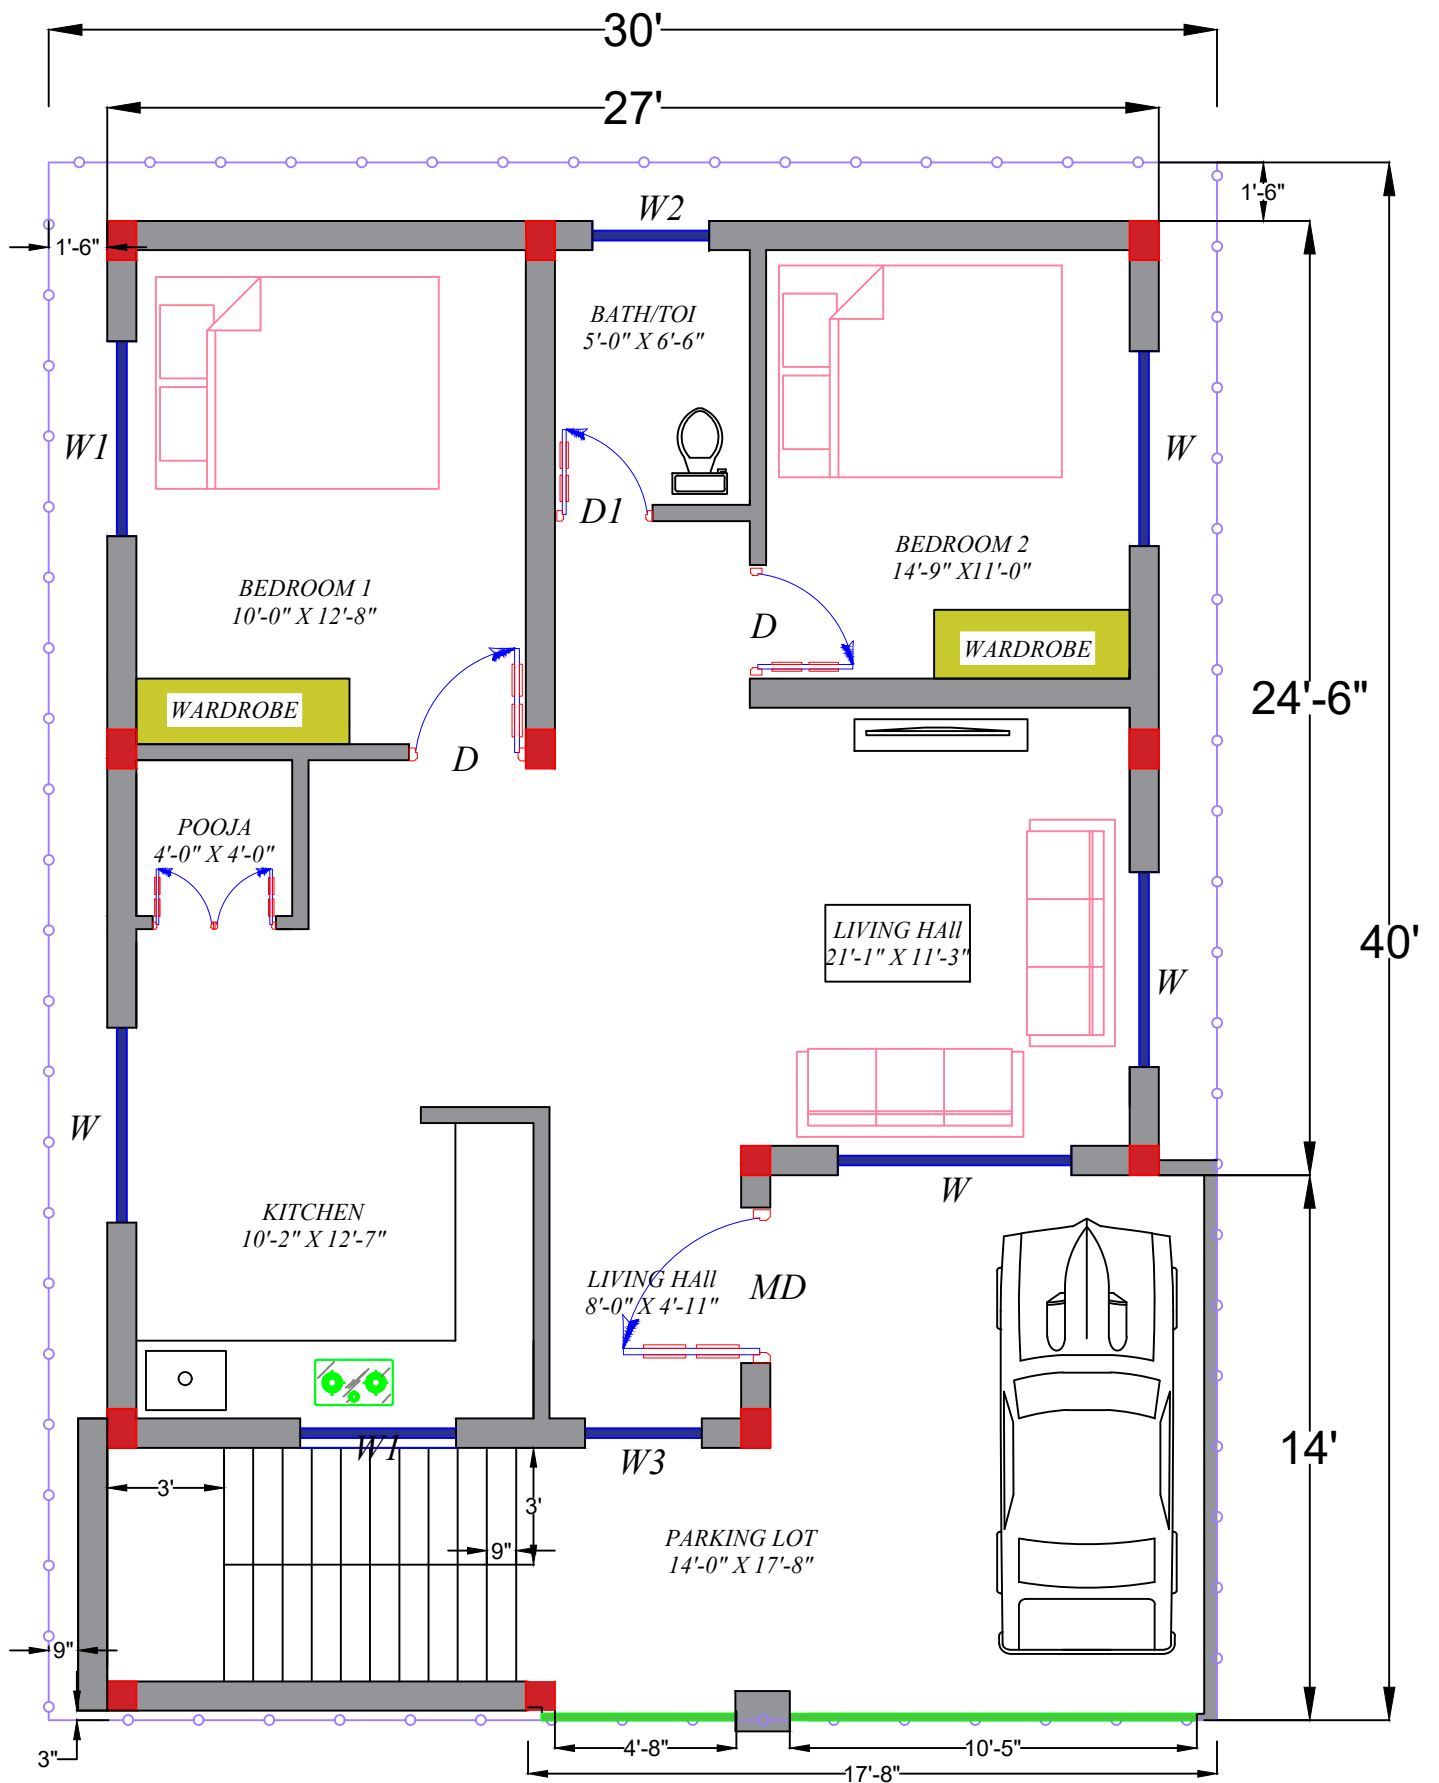 30'
27'
1'-6"
W2
1'-6"
BATH/TOI
5'-0" X 6'-6"
W1
W
D1
BEDROOM 2
14'-9" X11'-0"
BEDROOM 1
10'-0" X 12'-8"
D
WARDROBE
WARDROBE
24'-6"
D
POOJA
4'-0" X 4'-0"
LIVING HAll
21'-1" X 11'-3"
40'
W
W
W
KITCHEN
10'-2" X 12'-7"
LIVING HAll
8'-0" X 4'-11"
MD
14'
W1
W3
3'
3'
9"
PARKING LOT
14'-0" X 17'-8"
9"
3"
4'-8"
10'-5"
17'-8"